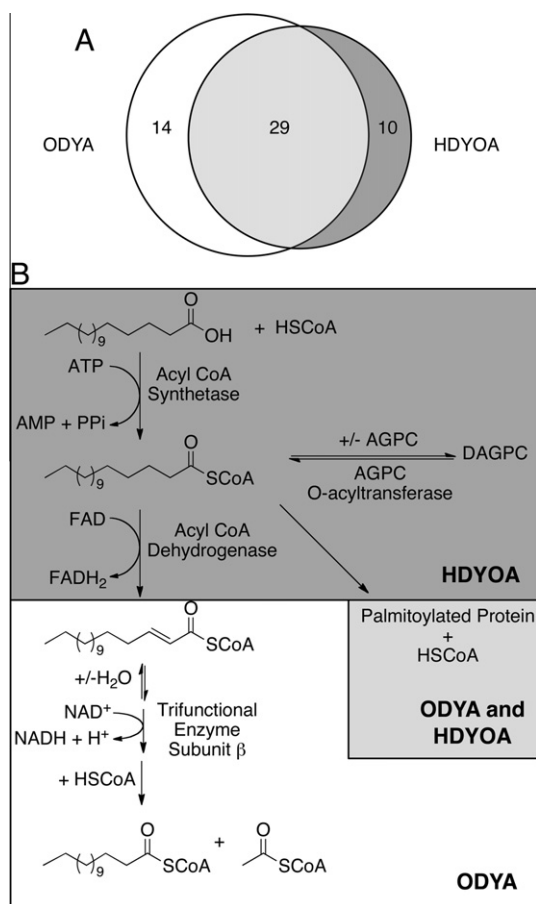 A
ODYA
14
29
10
HDYOA
B
O
OH
+ HSCoA
9
ATP
Acyl CoA
Synthetase
AMP + PPi
O
+/- AGPC
DAGPC
SCoA
9
AGPC
O-acyltransferase
FAD
Acyl CoA
Dehydrogenase
FADH₂
HDYOA
O
SCoA
9
Palmitoylated Protein
+
HSCoA
+/-H₂O
NAD⁺
Trifunctional
Enzyme
Subunit β
NADH + H⁺
ODYA and
HDYOA
+ HSCoA
O
+
O
SCoA
SCoA
9
ODYA